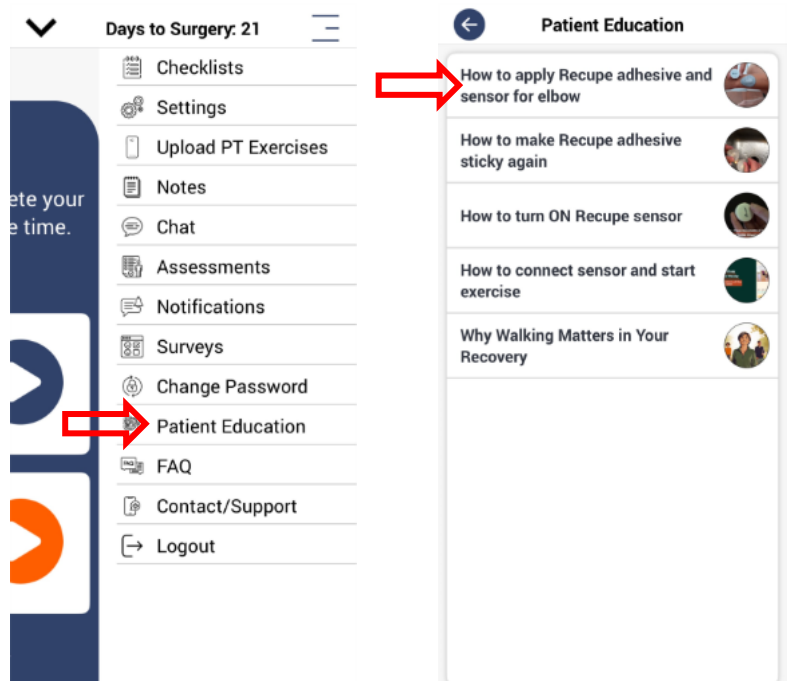 Days to Surgery: 21
Checklists
Settings
Upload PT Exercises
Notes
ete your
Chat
e time.
Assessments
Notifications
Surveys
Change Password
Patient Education
FAQ
Contact/Support
Logout
Patient Education
How to apply Recupe adhesive and
sensor for elbow
How to make Recupe adhesive
sticky again
How to turn ON Recupe sensor
How to connect sensor and start
exercise
Why Walking Matters in Your
Recovery